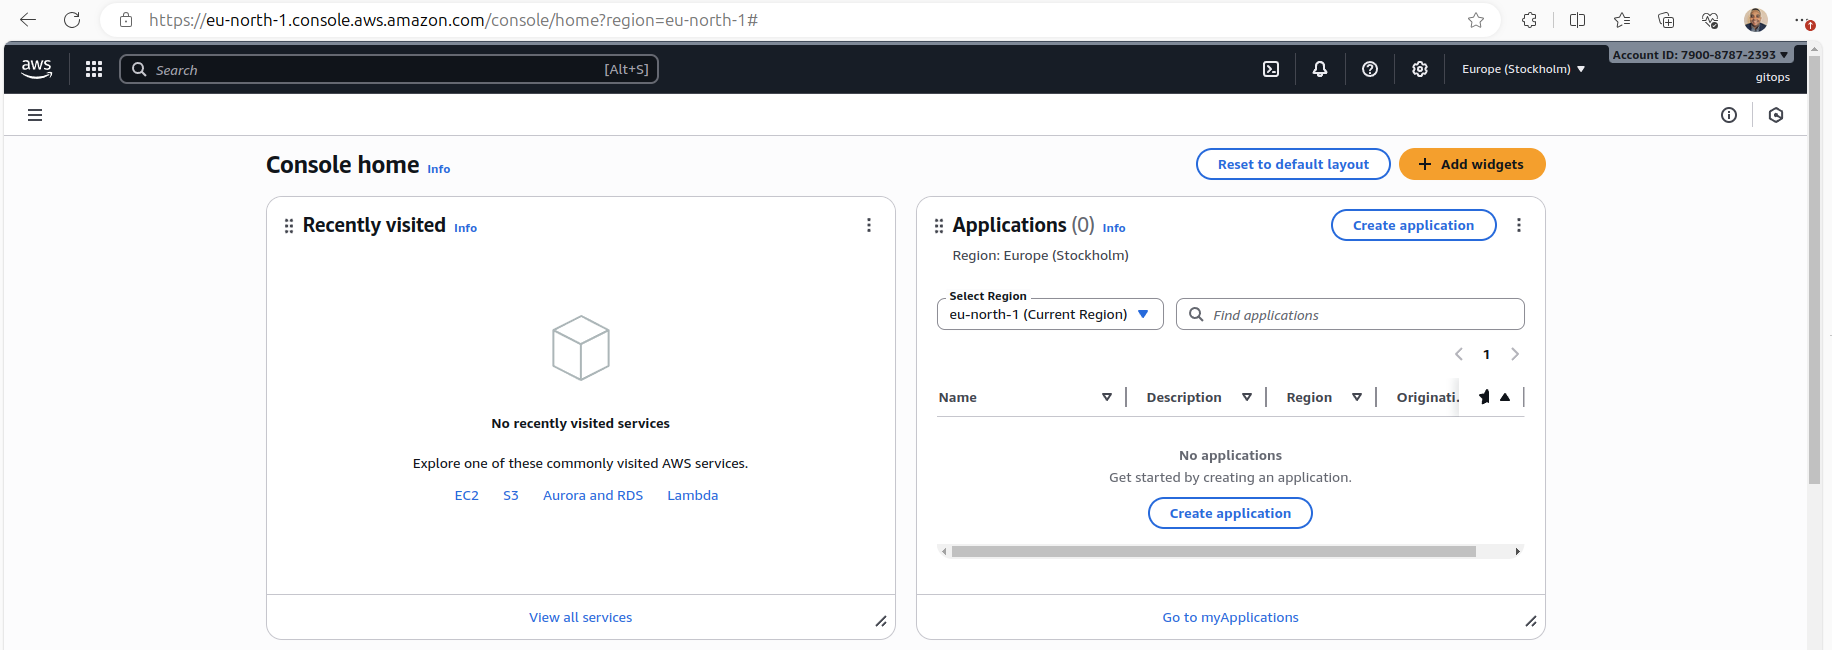 https://eu-north-1.console.aws.amazon.com/console/home?region=eu-north-1#
aws
Search
[Alt+S]
Europe (Stockholm)
Account ID: 7900-8787-2393
gitops
Console home Info
Reset to default layout
Add widgets
Recently visited Info
No recently visited services
Explore one of these commonly visited AWS services.
EC2 S3 Aurora and RDS Lambda
View all services
Applications (0) Info
Create application
Region: Europe (Stockholm)
Select Region
eu-north-1 (Current Region)
Find applications
1
Name Description Region Originati.
No applications
Get started by creating an application.
Create application
Go to myApplications